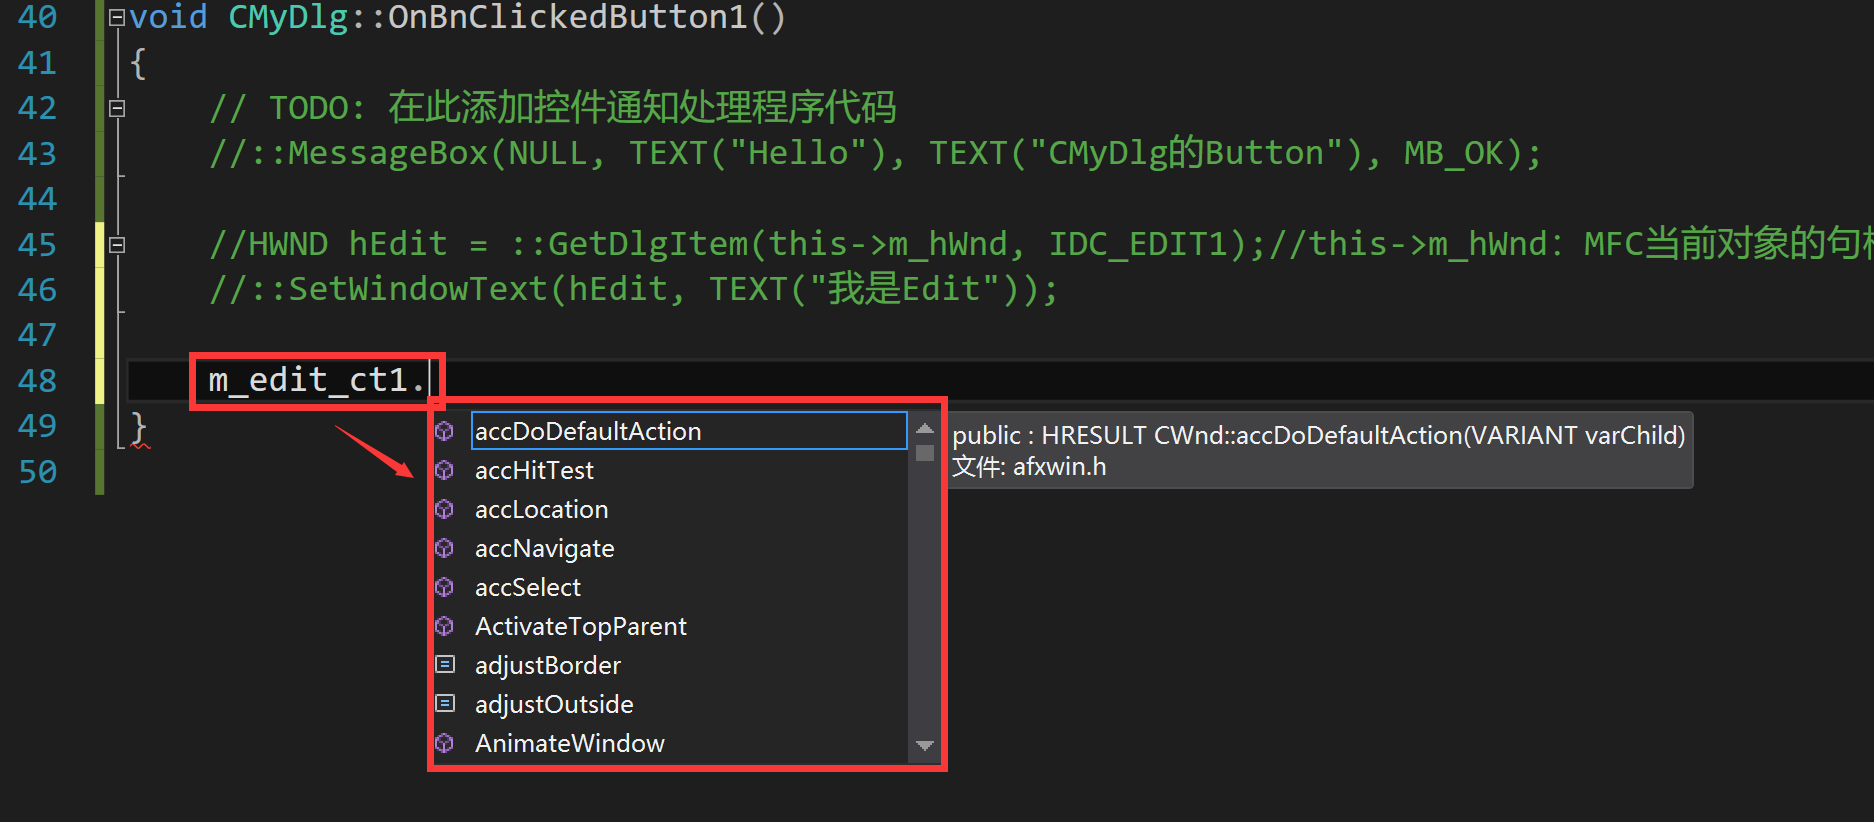 40 void CMyDlg::OnBnClickedButton1()
41 {
42 // TODO: 在此添加控件通知处理程序代码
43 //::MessageBox(NULL, TEXT("Hello"), TEXT("CMyDlg的Button"), MB_OK);
44
45 //HWND hEdit = ::GetDlgItem(this->m_hWnd, IDC_EDIT1);//this->m_hWnd: MFC当前对象的句
46 //::SetWindowText(hEdit, TEXT("我是Edit"));
47
48 m_edit_ct1.
49 }
50
accDoDefaultAction
accHitTest
accLocation
accNavigate
accSelect
ActivateTopParent
adjustBorder
adjustOutside
AnimateWindow
public : HRESULT CWnd::accDoDefaultAction(VARIANT varChild)
文件: afxwin.h